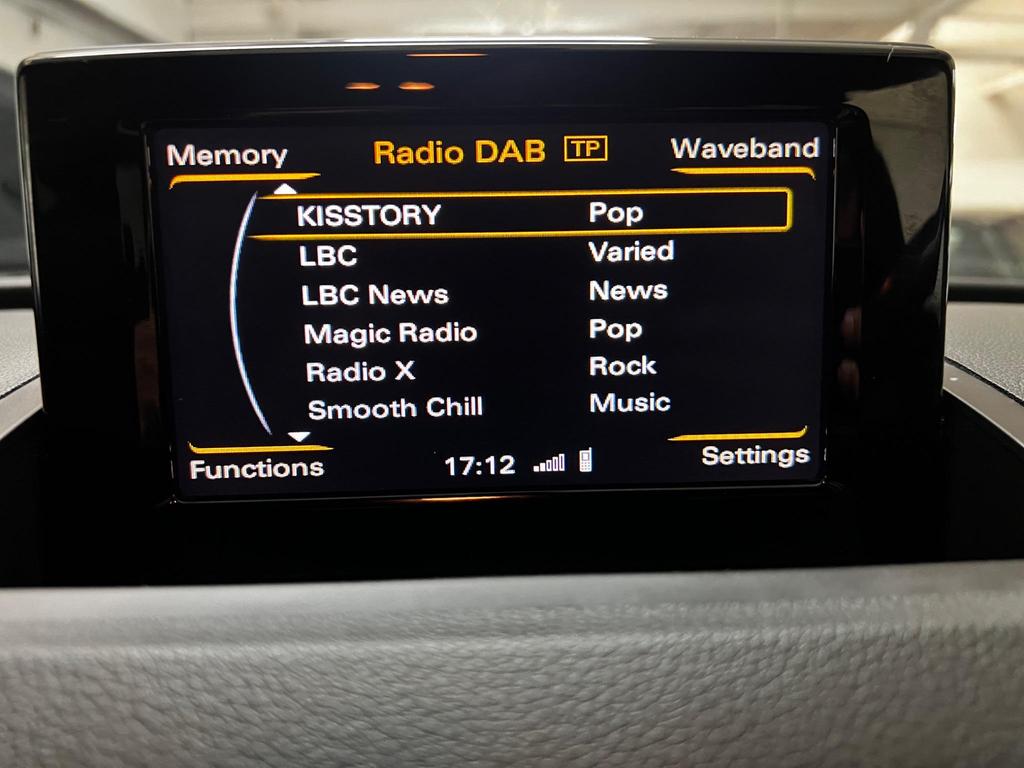 Memory Radio DAB TP Waveband
KISSTORY Pop
LBC Varied
LBC News News
Magic Radio Pop
Radio X Rock
Smooth Chill Music
Functions 17:12 Settings